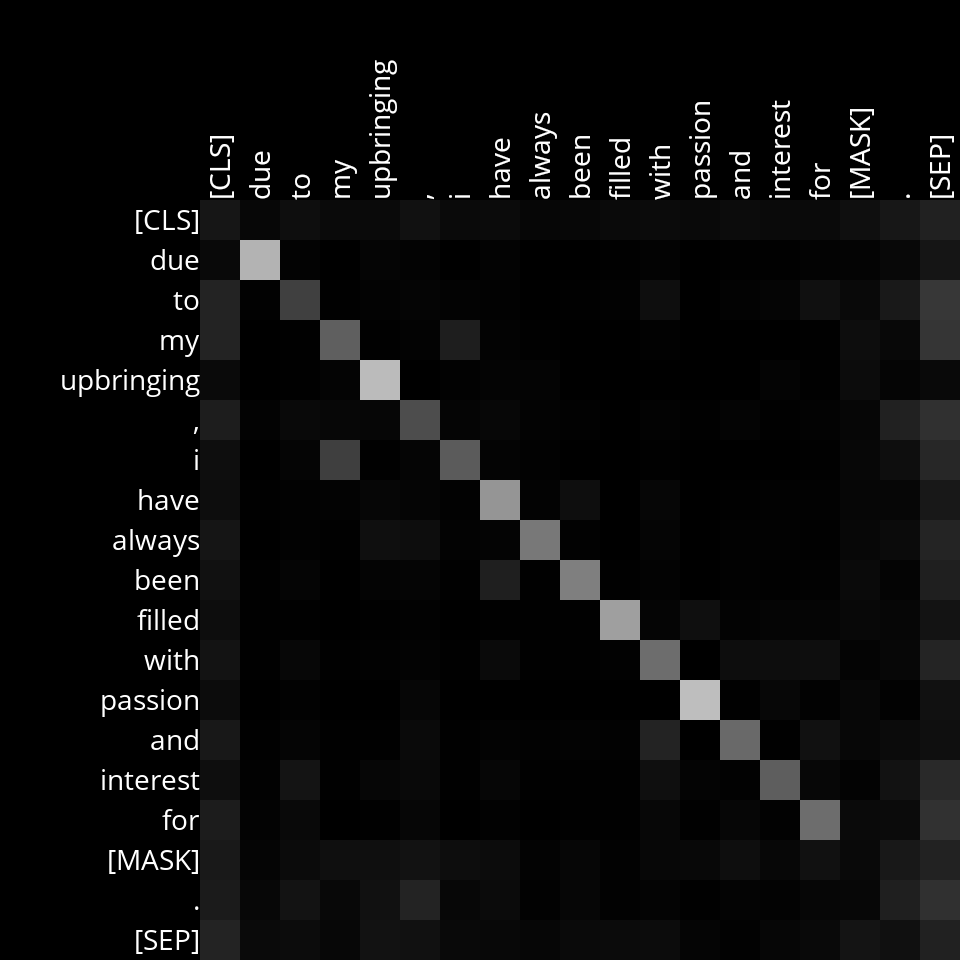 [CLS] due to my upbringing , i have always been filled with passion and interest for [MASK] . [SEP]
[CLS]
due
to
my
upbringing
,
i
have
always
been
filled
with
passion
and
interest
for
[MASK]
.
[SEP]